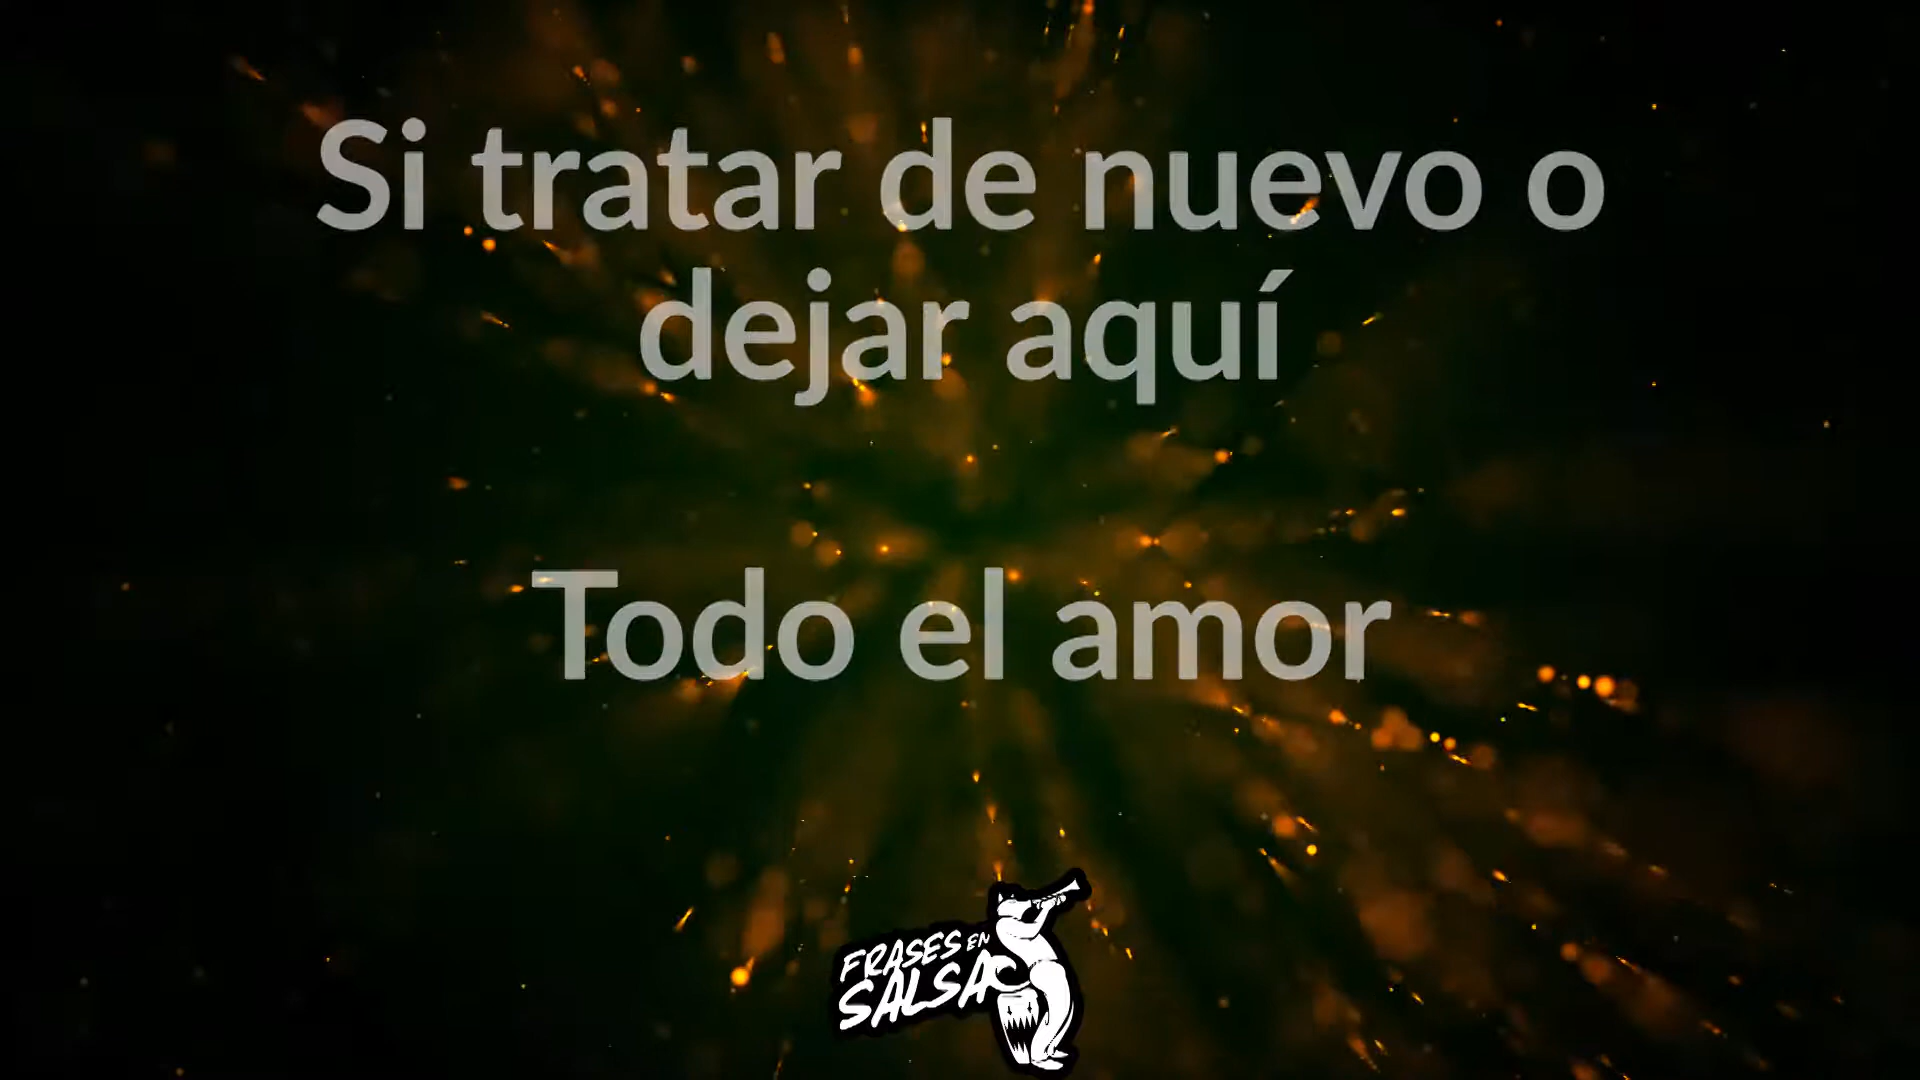 Si tratar de nuevo o
dejar aquí
Todo el amor
FRASES EN
SALSA